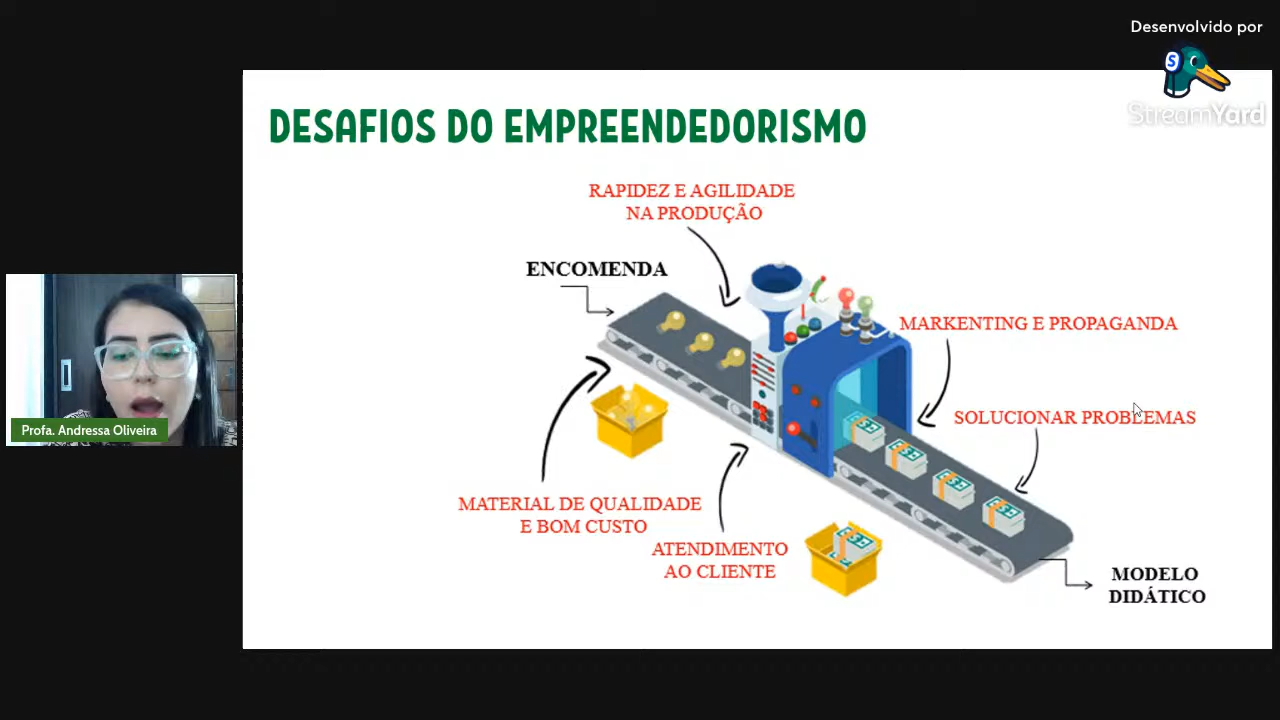 Desenvolvido por
S
StreamYard
DESAFIOS DO EMPREENDEDORISMO
RAPIDEZ E AGILIDADE
NA PRODUÇÃO
ENCOMENDA
MARKENTING E PROPAGANDA
SOLUCIONAR PROBLEMAS
Profa. Andressa Oliveira
MATERIAL DE QUALIDADE
E BOM CUSTO
ATENDIMENTO
AO CLIENTE
MODELO
DIDÁTICO